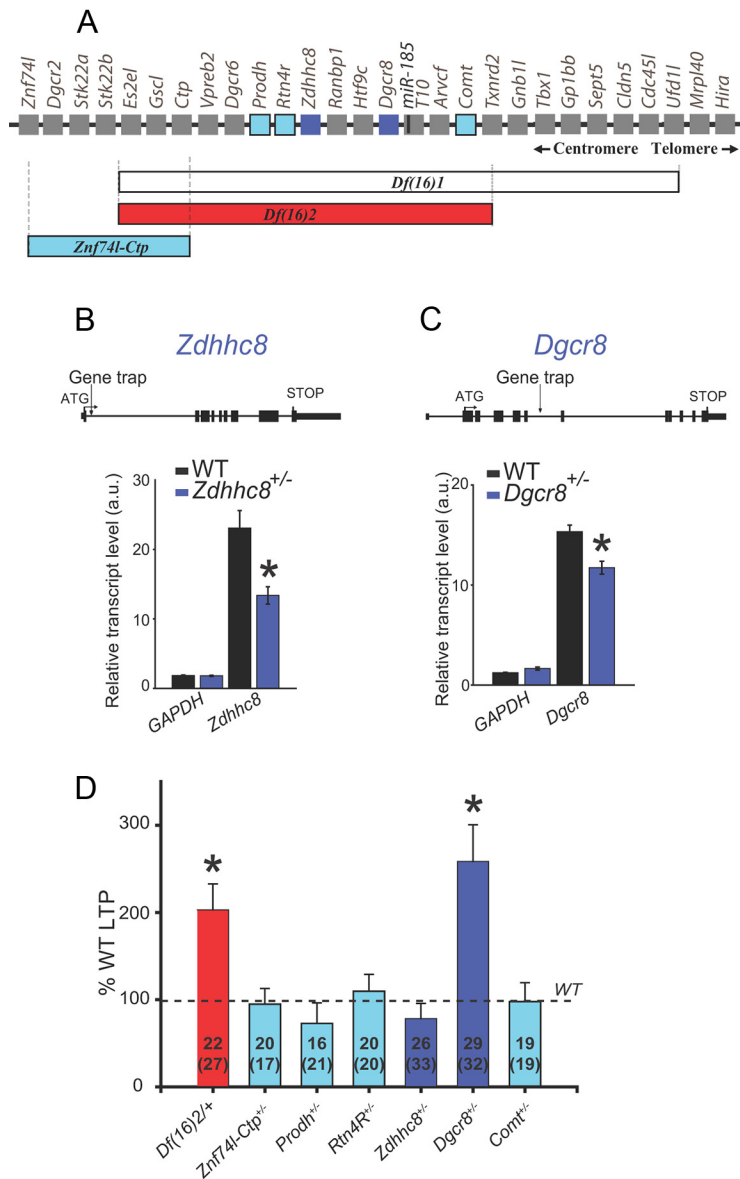 A
Znf74l Dgcr2 Stk22a Stk22b Es2el Gscl Ctp Vpreb2 Dgcr6 Prodh Rtn4r Zdhhc8 Ranbp1 Htf9c Dgcr8 miR-185 T10 Arvcf Comt Txnrd2 Gnb1l Tbx1 Gp1bb Sept5 Cldn5 Cdc45l Ufd1l Mrpl40 Hira
← Centromere Telomere →
Df(16)1
Df(16)2
Znf74l-Ctp
B
Zdhhc8
Gene trap
ATG
STOP
WT
Zdhhc8+/-
Relative transcript level (a.u.)
30
20
10
0
*
GAPDH Zdhhc8
C
Dgcr8
Gene trap
ATG
STOP
WT
Dgcr8+/-
Relative transcript level (a.u.)
20
10
0
*
GAPDH Dgcr8
D
% WT LTP
300
200
100
0
* *
WT
22 20 16 20 26 29 19
(27) (17) (21) (20) (33) (32) (19)
Df(16)2/+ Znf74l-Ctp+/- Prodh+/- Rtn4R+/- Zdhhc8+/- Dgcr8+/- Comt+/-